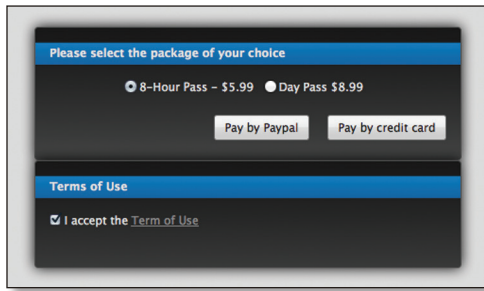 Please select the package of your choice
8-Hour Pass – $5.99 Day Pass $8.99
Pay by Paypal Pay by credit card
Terms of Use
I accept the Term of Use